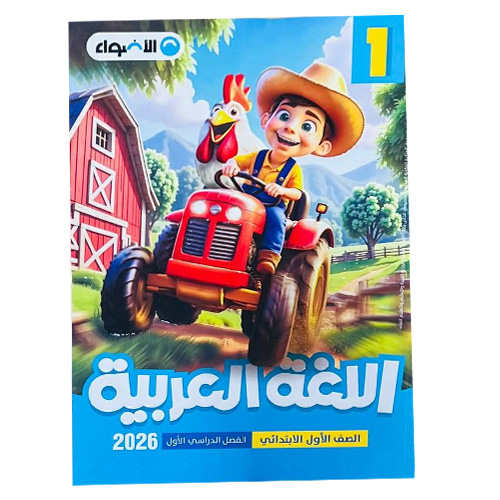 الأضواء
1
اللغة العربية
الصف الأول الابتدائي
الفصل الدراسي الأول
2026